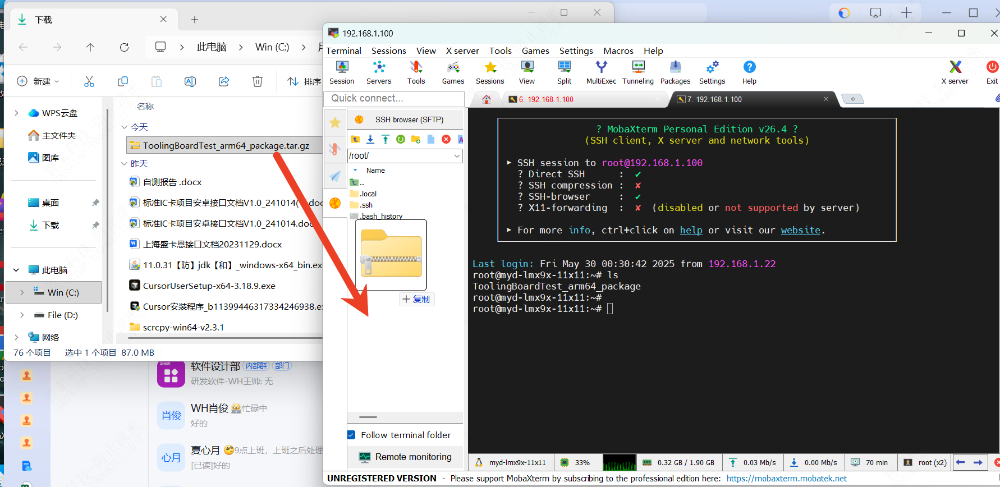 下载
此电脑 Win (C:)
新建
排序
名称
WPS云盘
主文件夹
图库
桌面
下载
此电脑
Win (C:)
File (D:)
网络
今天
ToolingBoardTest_arm64_package.tar.gz
昨天
自测报告 .docx
标准IC卡项目安卓接口文档V1.0_241014(
标准IC卡项目安卓接口文档V1.0_241014.doc
上海盛卡恩接口文档20231129.docx
11.0.31【防】jdk【和】_windows-x64_bin.ex
CursorUserSetup-x64-3.18.9.exe
Cursor安装程序_b11399446317334246938.ex
scrcpy-win64-v2.3.1
76 个项目 选中 1 个项目 87.0 MB
软件设计部 内部群 部门
研发软件-WH王帅: 无
肖俊
WH肖俊 忙碌中
好的
心月
夏心月 9点上班，上班之后处理
[已读]好的
192.168.1.100
Terminal Sessions View X server Tools Games Settings Macros Help
Session Servers Tools Games Sessions View Split MultiExec Tunneling Packages Settings Help X server Exit
Quick connect...
6. 192.168.1.100
7. 192.168.1.100
SSH browser (SFTP)
/root/
Name
..
.local
.ssh
.bash_history
复制
Follow terminal folder
Remote monitoring
? MobaXterm Personal Edition v26.4 ?
(SSH client, X server and network tools)
➤ SSH session to root@192.168.1.100
? Direct SSH : ✔
? SSH compression : ✘
? SSH-browser : ✔
? X11-forwarding : ✘ (disabled or not supported by server)
➤ For more info, ctrl+click on help or visit our website.
Last login: Fri May 30 00:30:42 2025 from 192.168.1.22
root@myd-lmx9x-11x11:~# ls
ToolingBoardTest_arm64_package
root@myd-lmx9x-11x11:~#
root@myd-lmx9x-11x11:~#
myd-lmx9x-11x11 33% 0.32 GB / 1.90 GB 0.03 Mb/s 0.00 Mb/s 70 min root (x2)
UNREGISTERED VERSION - Please support MobaXterm by subscribing to the professional edition here: https://mobaxterm.mobatek.net